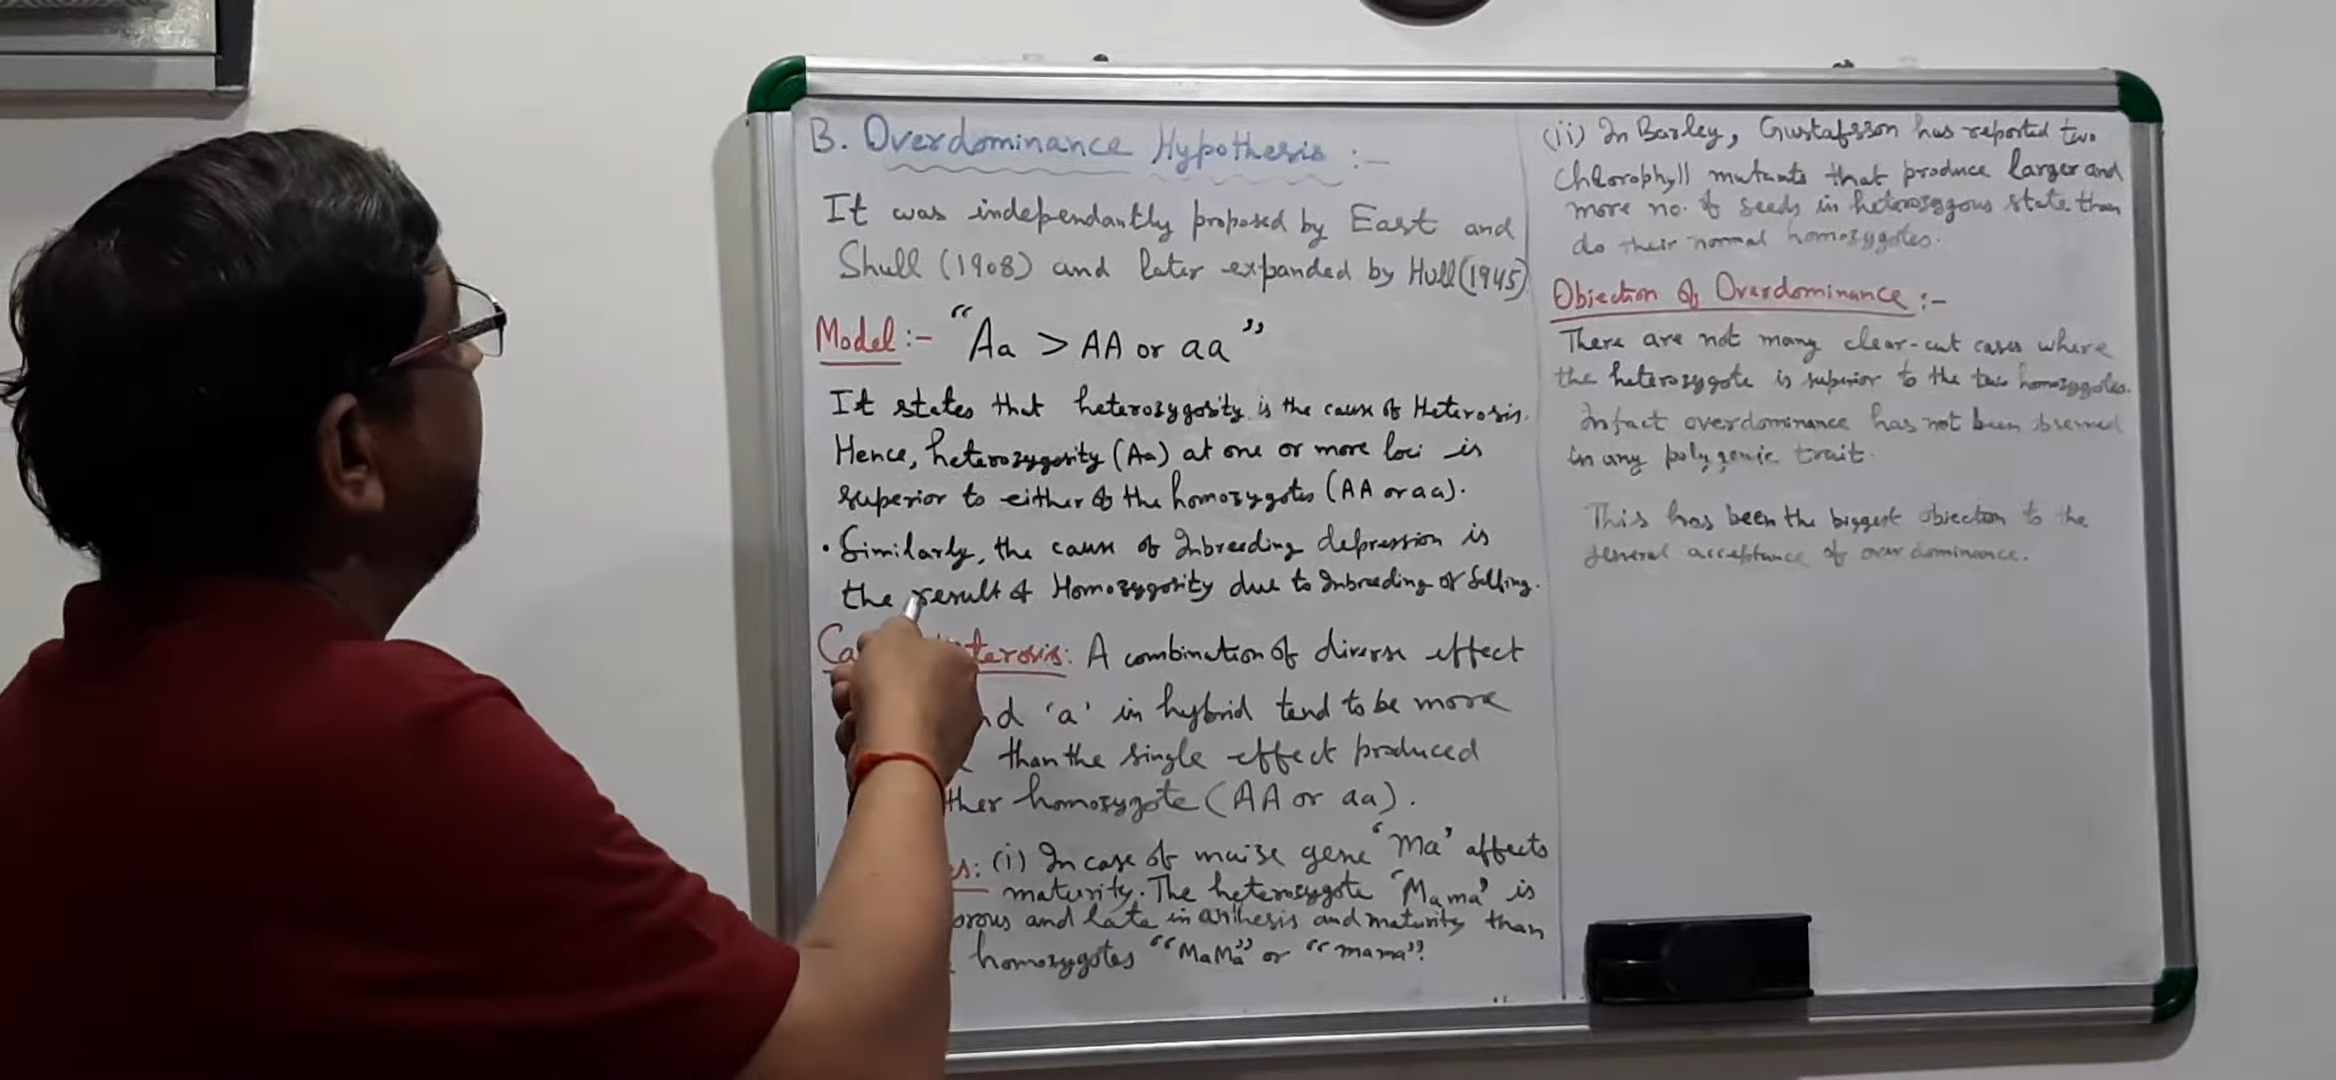 B. Overdominance Hypothesis :-
It was independantly proposed by East and
Shull (1908) and later expanded by Hull (1945)
Model :- "Aa > AA or aa"
It states that heterozygosity is the cause of Heterosis.
Hence, heterozygosity (Aa) at one or more loci is
superior to either of the homozygotes (AA or aa).
• Similarly, the cause of Inbreeding depression is
the result of Homozygosity due to Inbreeding or Selfing.
Ca terosis: A combination of diverse effect
nd 'a' in hybrid tend to be more
than the single effect produced
ther homozygote (AA or aa).
es: (i) In case of maize gene 'Ma' affects
maturity. The heterozygote 'Mama' is
orous and late in anthesis and maturity than
homozygotes "MaMa" or "mama".
(ii) In Barley, Gustafsson has reported two
chlorophyll mutants that produce larger and
more no. of seeds in heterozygous state than
do their normal homozygotes.
Objection of Overdominance :-
There are not many clear-cut cases where
the heterozygote is superior to the two homozygotes.
Infact overdominance has not been observed
in any polygenic trait.
This has been the biggest objection to the
general acceptance of over dominance.